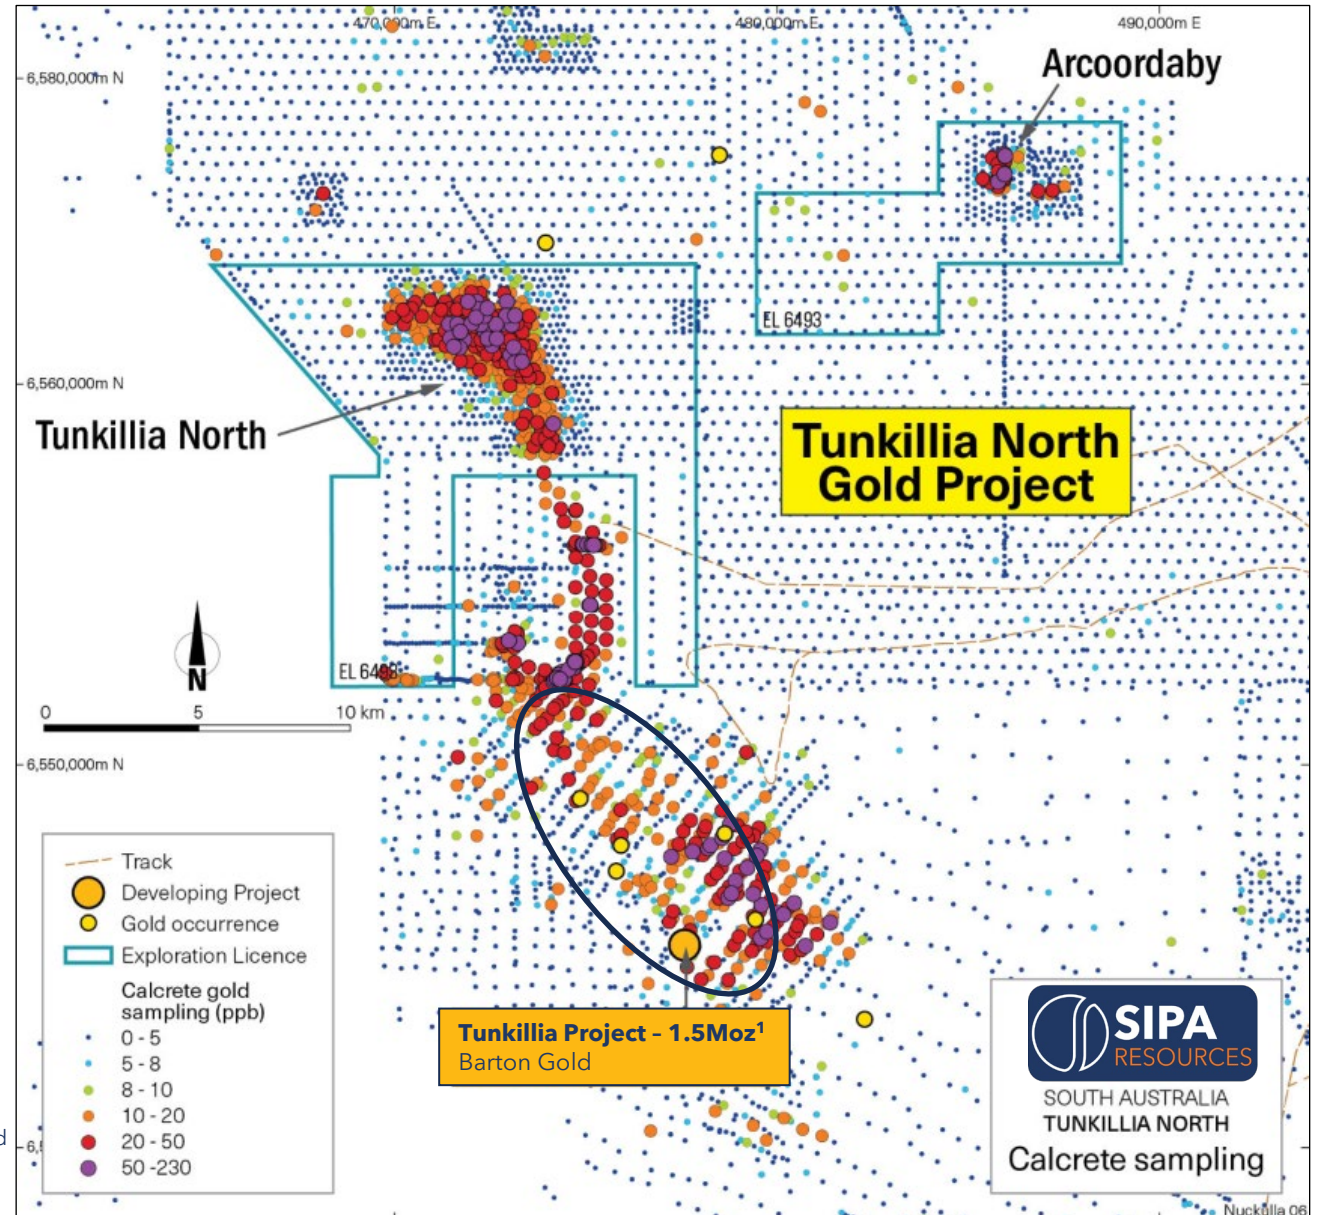 470,000m E
480,000m E
490,000m E
6,580,000m N
Arcoordaby
EL 6493
6,560,000m N
Tunkillia North
Tunkillia North
Gold Project
EL 6498
N
0 5 10 km
6,550,000m N
Track
Developing Project
Gold occurrence
Exploration Licence
Calcrete gold
sampling (ppb)
0 - 5
5 - 8
8 - 10
10 - 20
20 - 50
50 -230
Tunkillia Project – 1.5Moz¹
Barton Gold
SIPA
RESOURCES
SOUTH AUSTRALIA
TUNKILLIA NORTH
Calcrete sampling
Nuckulla 06